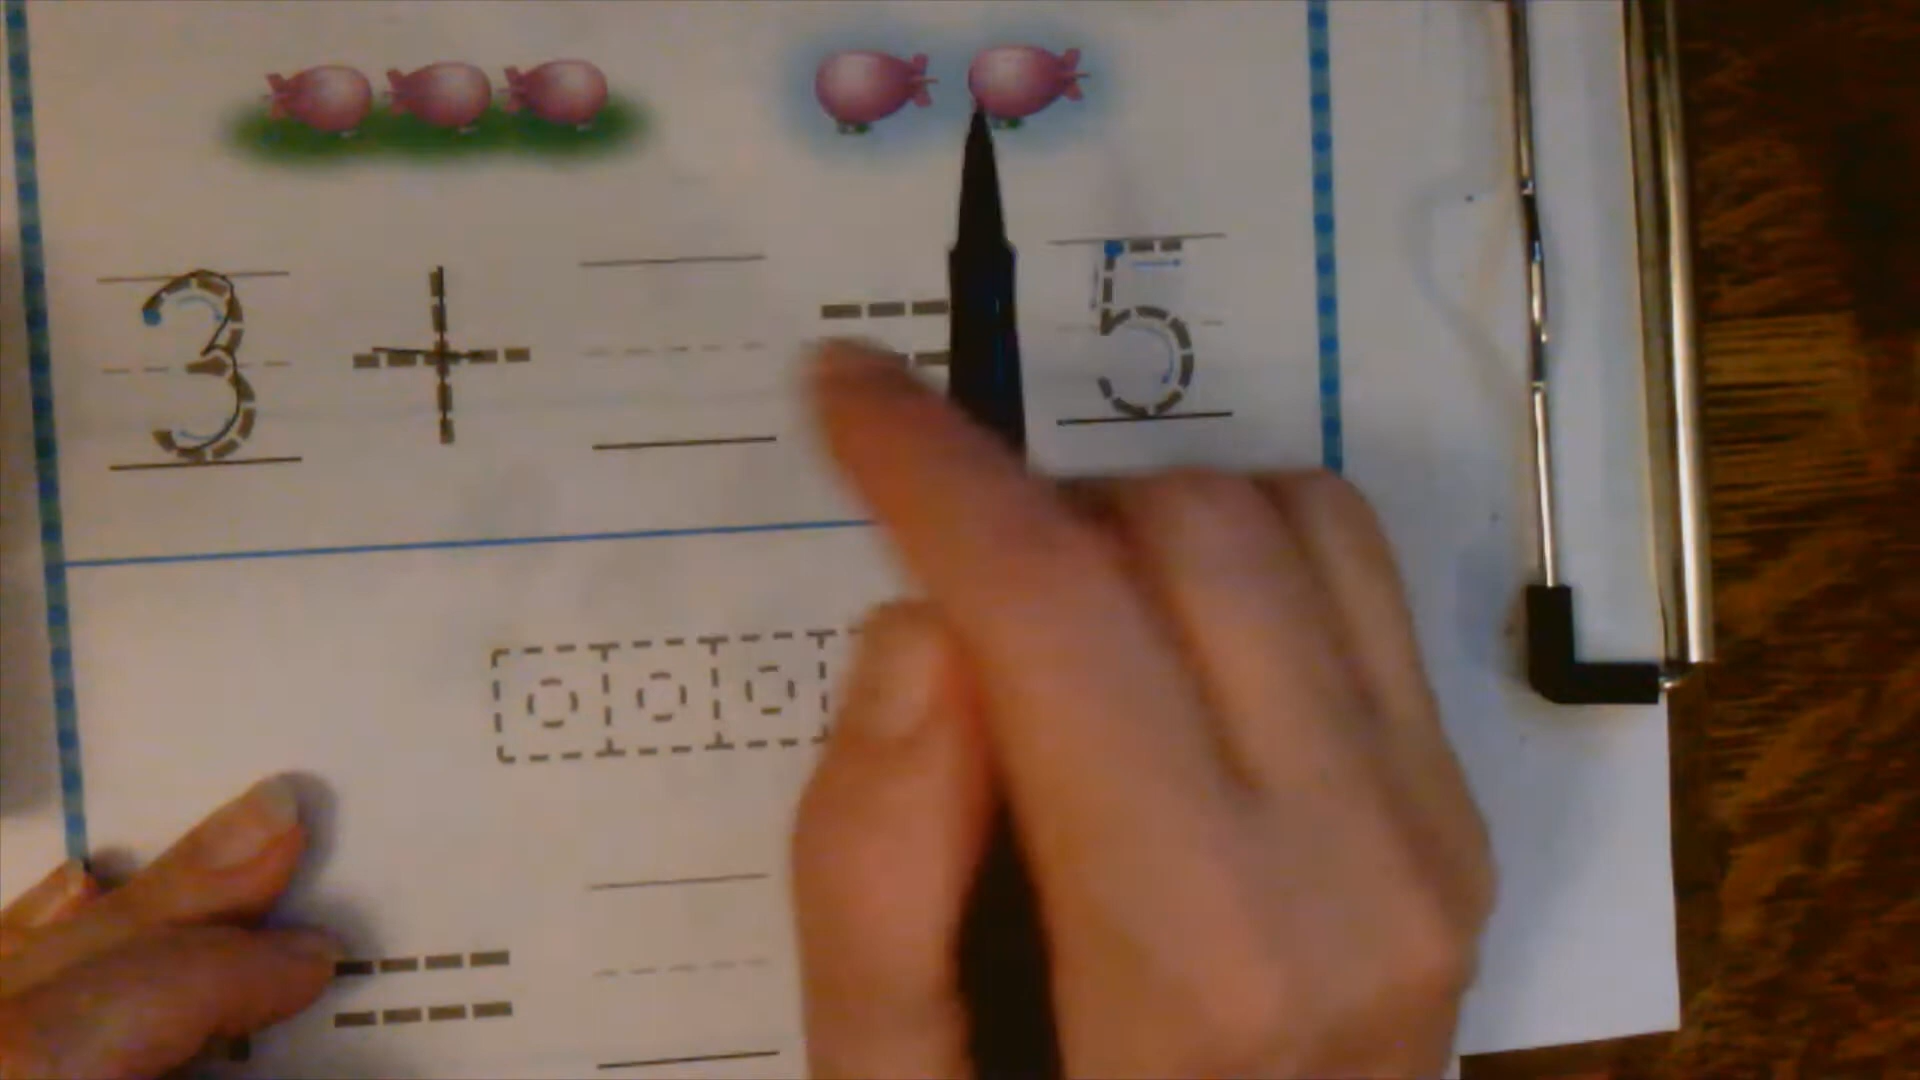 3 + = 5
=